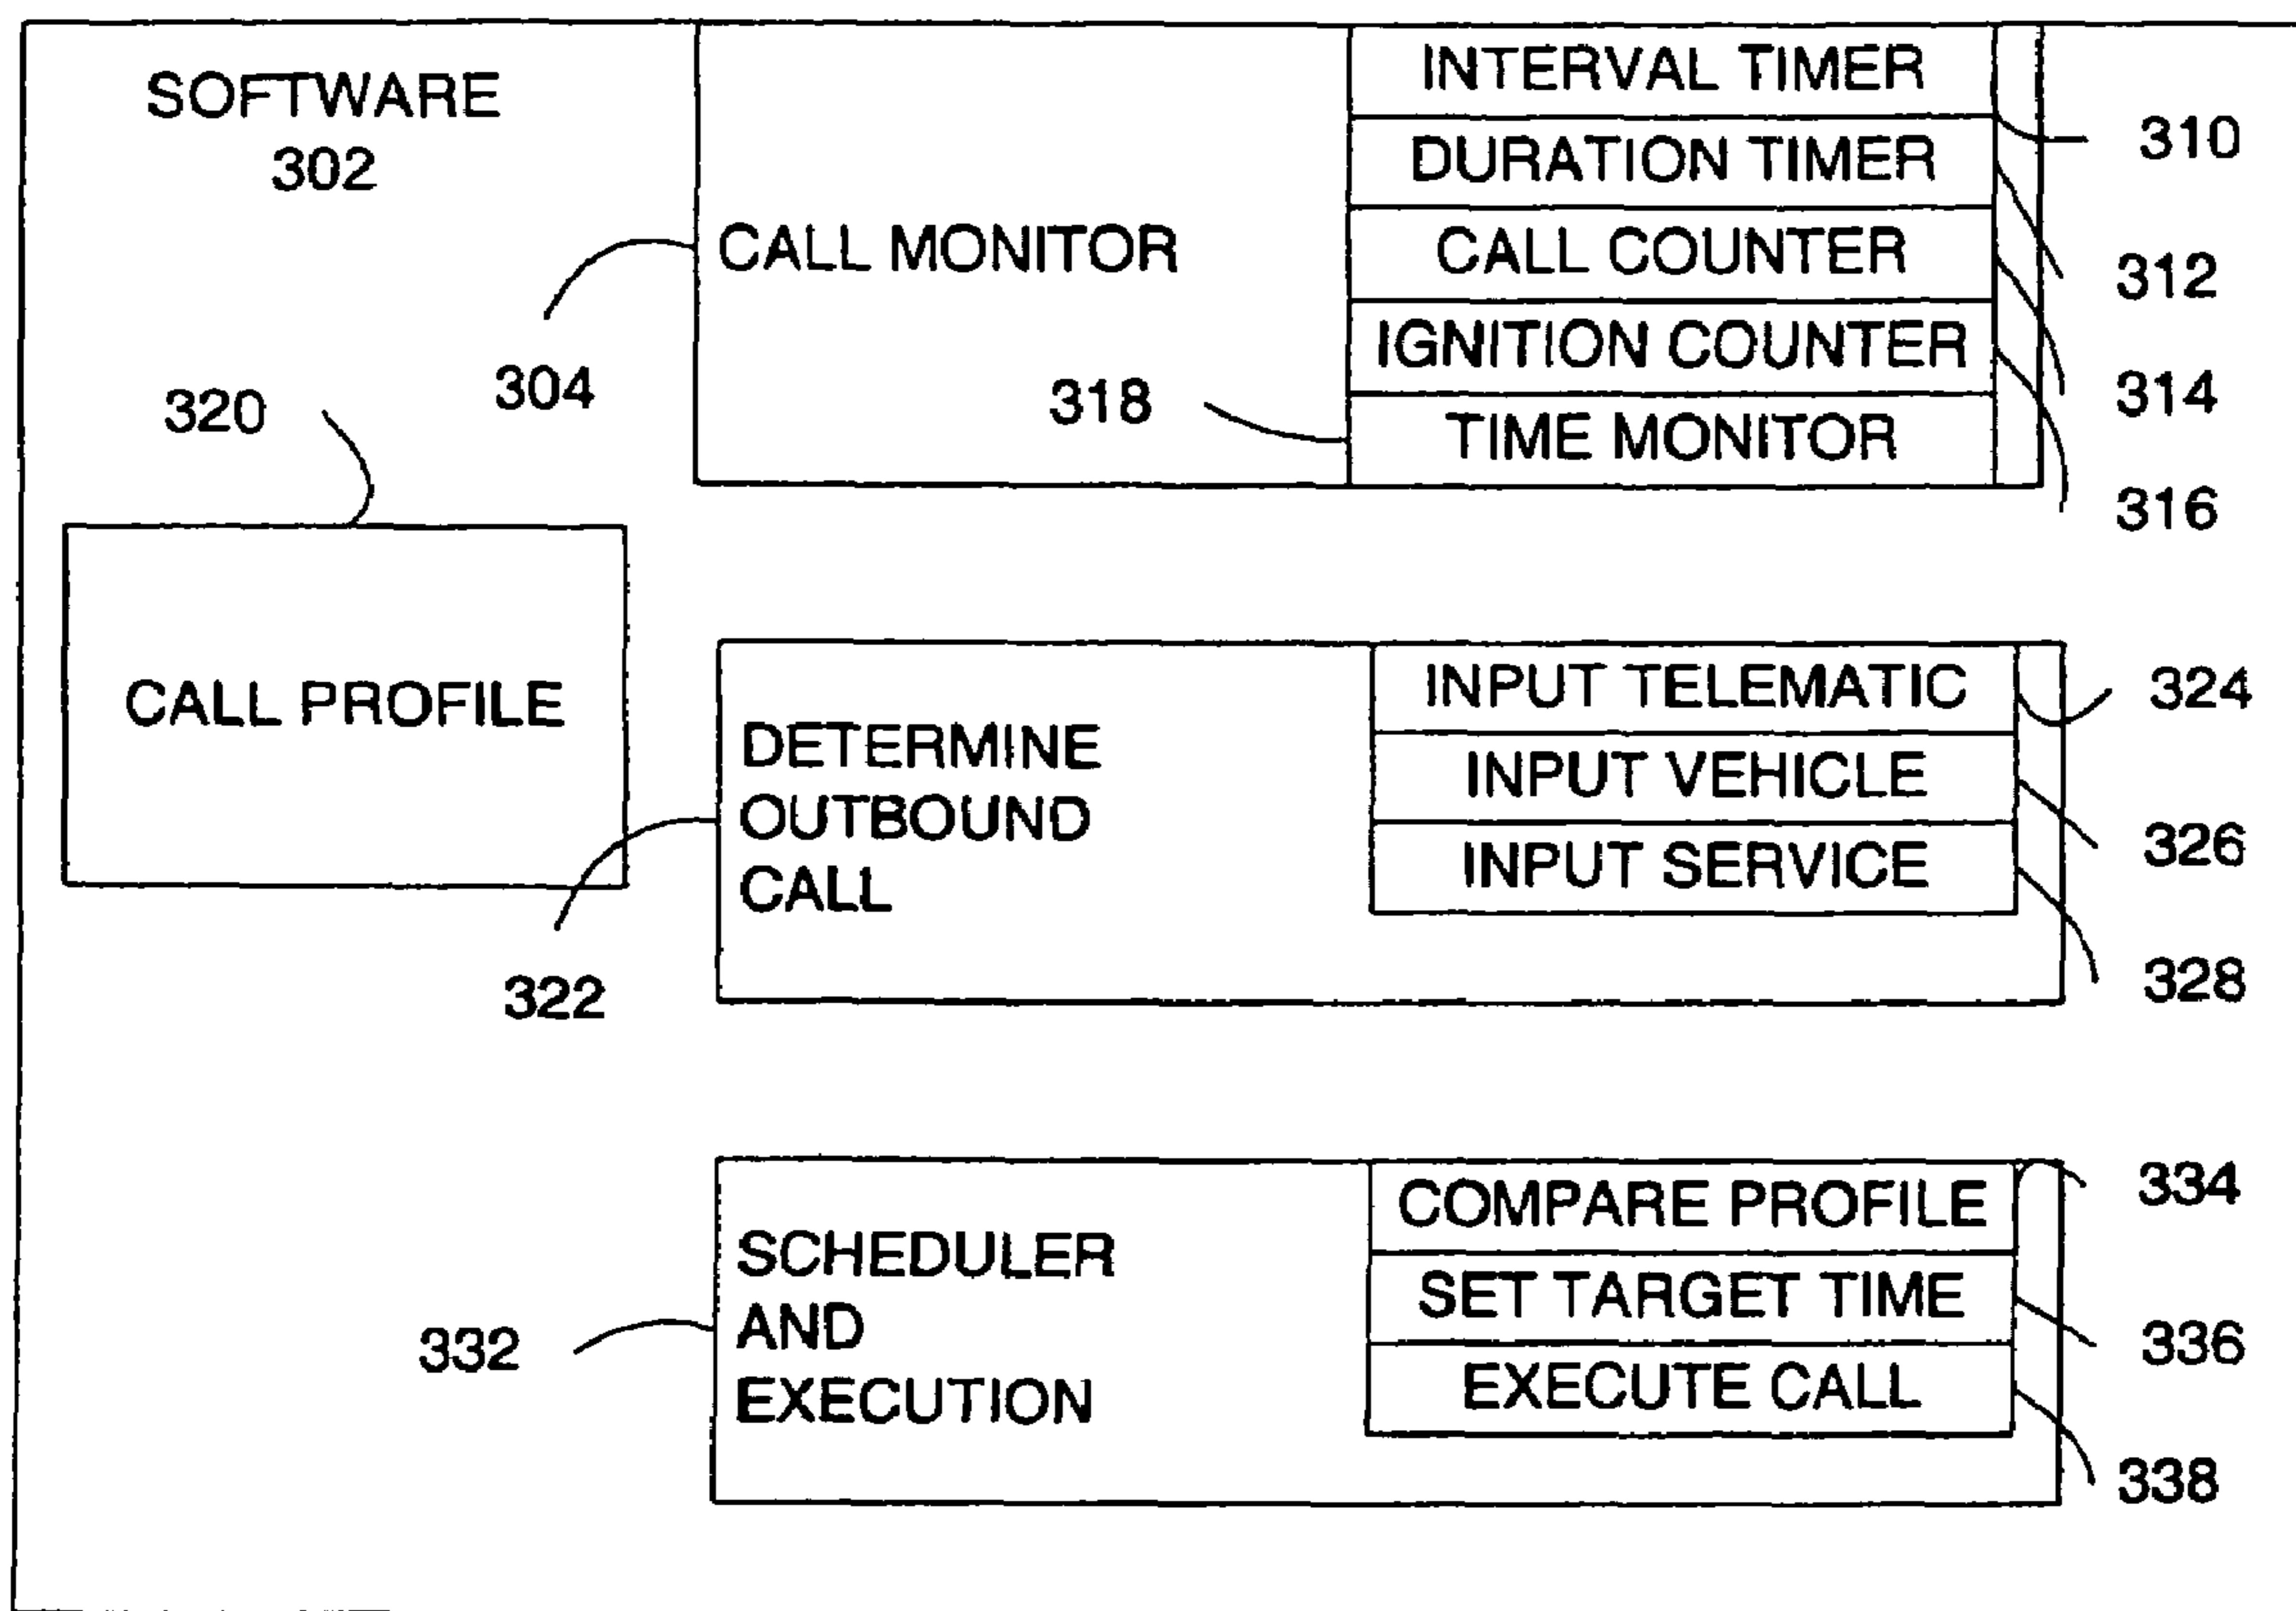 SOFTWARE
302
CALL MONITOR
304
INTERVAL TIMER
310
DURATION TIMER
312
CALL COUNTER
314
IGNITION COUNTER
316
318
TIME MONITOR
320
CALL PROFILE
DETERMINE
OUTBOUND
CALL
322
INPUT TELEMATIC
324
INPUT VEHICLE
326
INPUT SERVICE
328
SCHEDULER
AND
EXECUTION
332
COMPARE PROFILE
334
SET TARGET TIME
336
EXECUTE CALL
338